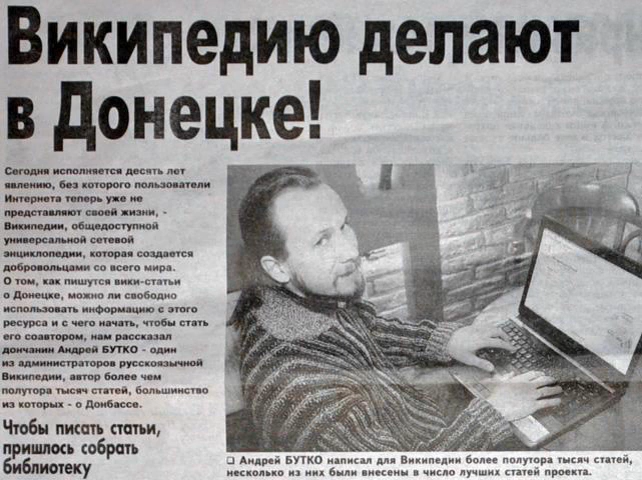 Википедию делают
в Донецке!
Сегодня исполняется десять лет
явлению, без которого пользователи
Интернета теперь уже не
представляют своей жизни, -
Википедии, общедоступной
универсальной сетевой
энциклопедии, которая создается
добровольцами со всего мира.
О том, как пишутся вики-статьи
о Донецке, можно ли свободно
использовать информацию с этого
ресурса и с чего начать, чтобы стать
его соавтором, нам рассказал
дончанин Андрей БУТКО - один
из администраторов русскоязычной
Википедии, автор более чем
полутора тысяч статей, большинство
из которых - о Донбассе.
Чтобы писать статьи,
пришлось собрать
библиотеку
❏ Андрей БУТКО написал для Википедии более полутора тысяч статей,
несколько из них были внесены в число лучших статей проекта.